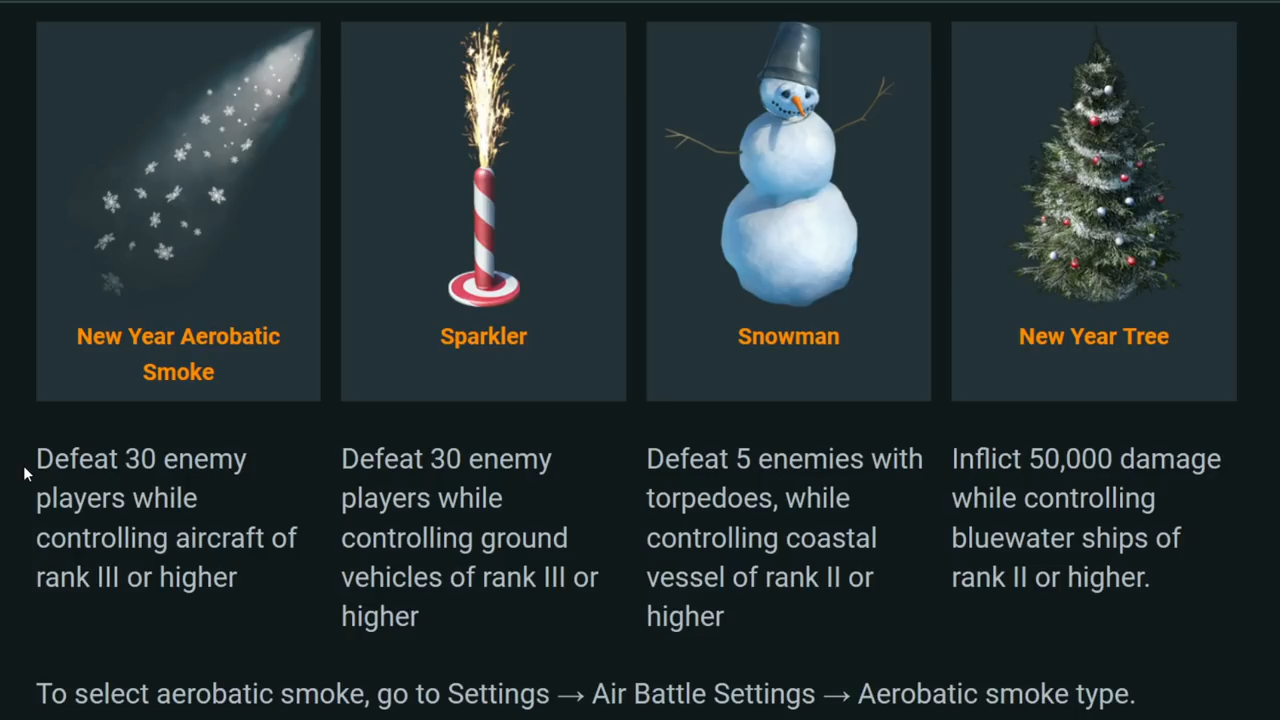 New Year Aerobatic
Smoke
Sparkler
Snowman
New Year Tree
Defeat 30 enemy
players while
controlling aircraft of
rank III or higher
Defeat 30 enemy
players while
controlling ground
vehicles of rank III or
higher
Defeat 5 enemies with
torpedoes, while
controlling coastal
vessel of rank II or
higher
Inflict 50,000 damage
while controlling
bluewater ships of
rank II or higher.
To select aerobatic smoke, go to Settings → Air Battle Settings → Aerobatic smoke type.